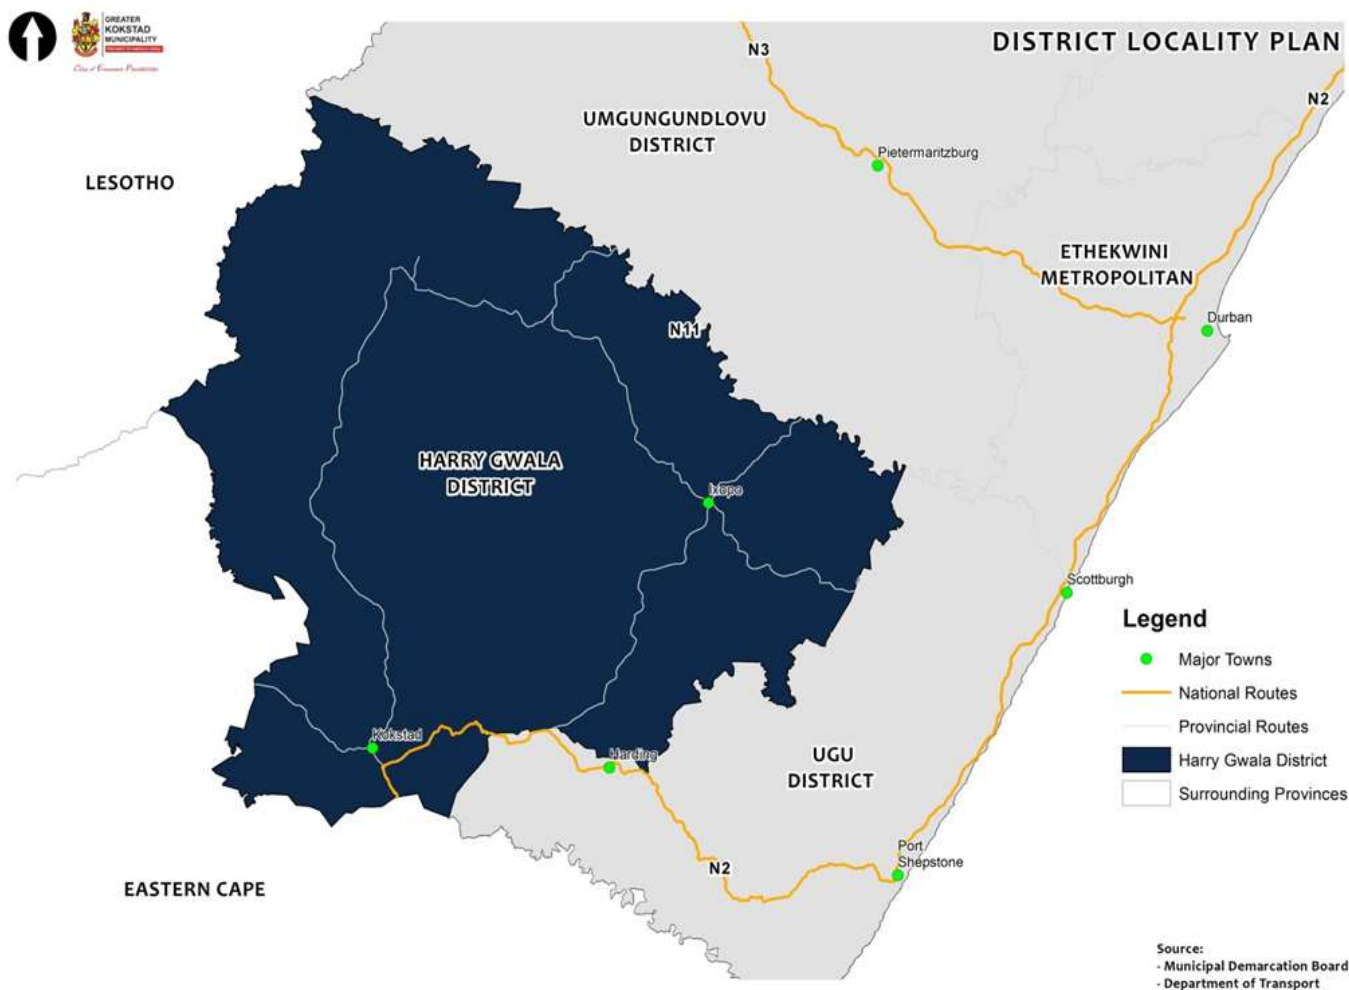 GREATER
KOKSTAD
MUNICIPALITY
DISTRICT LOCALITY PLAN
N3
N2
UMGUNGUNDLOVU
DISTRICT
Pietermaritzburg
LESOTHO
ETHEKWINI
METROPOLITAN
Durban
N11
HARRY GWALA
DISTRICT
Ixopo
Scottburgh
Legend
Major Towns
National Routes
Provincial Routes
Harry Gwala District
Surrounding Provinces
Kokstad
Harding
UGU
DISTRICT
Port
Shepstone
N2
EASTERN CAPE
Source:
- Municipal Demarcation Board
- Department of Transport